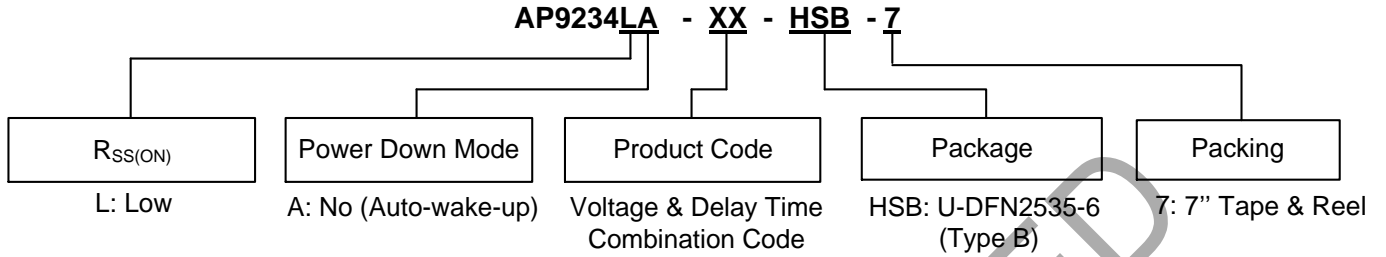 AP9234LA - XX - HSB - 7
R_SS(ON)
Power Down Mode
Product Code
Package
Packing
L: Low
A: No (Auto-wake-up)
Voltage & Delay Time
Combination Code
HSB: U-DFN2535-6
(Type B)
7: 7’’ Tape & Reel